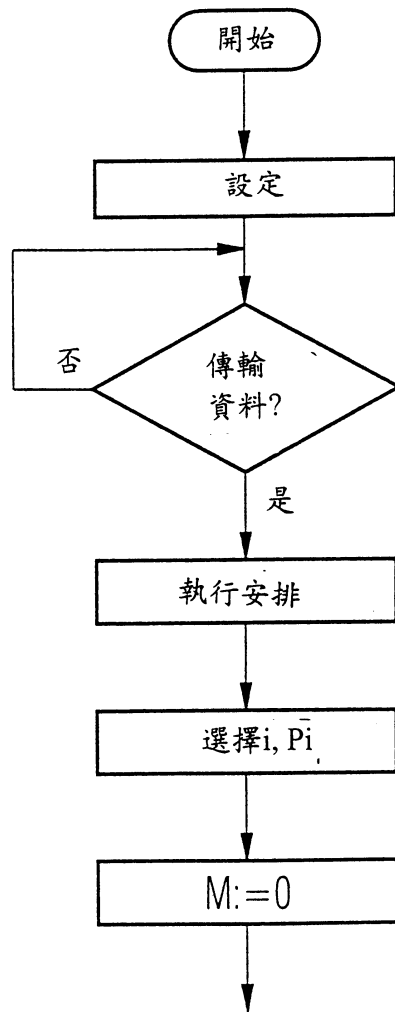 開始
設定
否
傳輸
資料?
是
執行安排
選擇i, Pi
M:=0